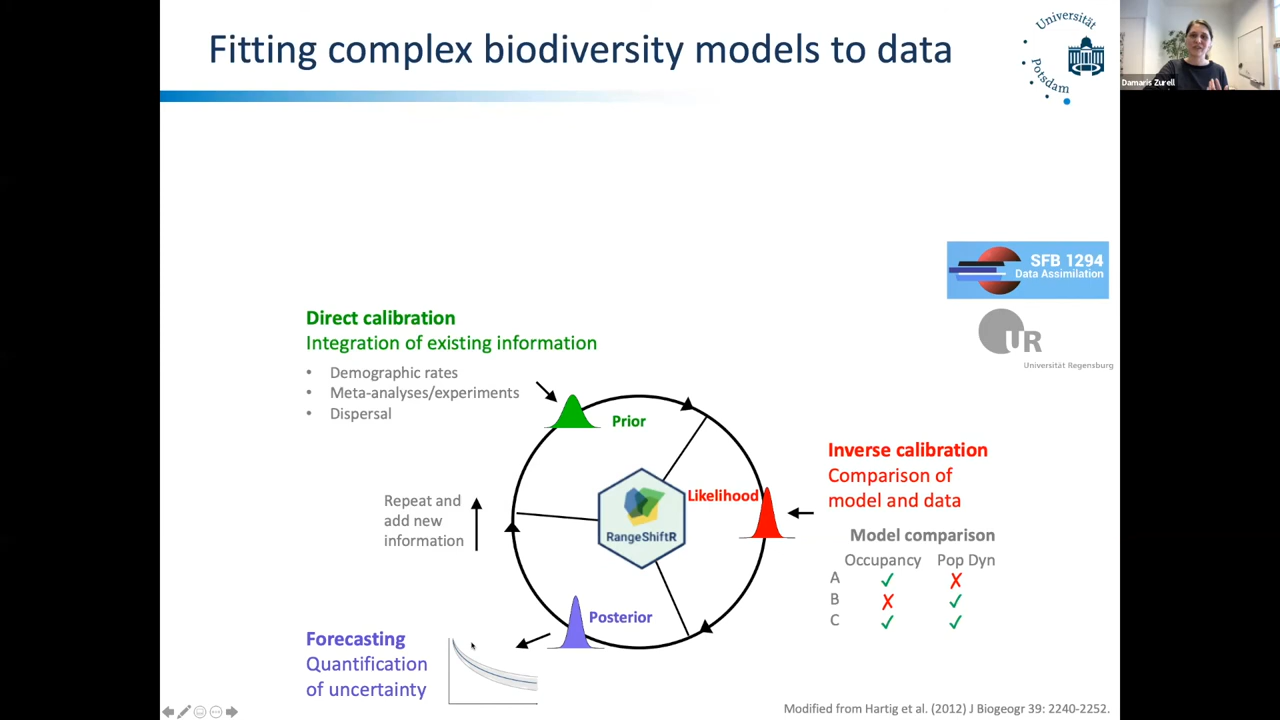 Fitting complex biodiversity models to data
Universität
Potsdam
Damaris Zurell
SFB 1294
Data Assimilation
UR
Universität Regensburg
Direct calibration
Integration of existing information
• Demographic rates
• Meta-analyses/experiments
• Dispersal
Prior
Inverse calibration
Comparison of
model and data
Likelihood
RangeShiftR
Repeat and
add new
information
Model comparison
Occupancy Pop Dyn
A ✓ ✗
B ✗ ✓
C ✓ ✓
Posterior
Forecasting
Quantification
of uncertainty
Modified from Hartig et al. (2012) J Biogeogr 39: 2240-2252.